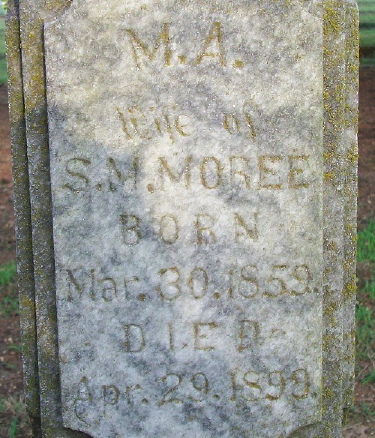 M.A.
Wife of
S.M. MOREE
BORN
Mar. 30. 1859.
DIED
Apr. 29. 1899.